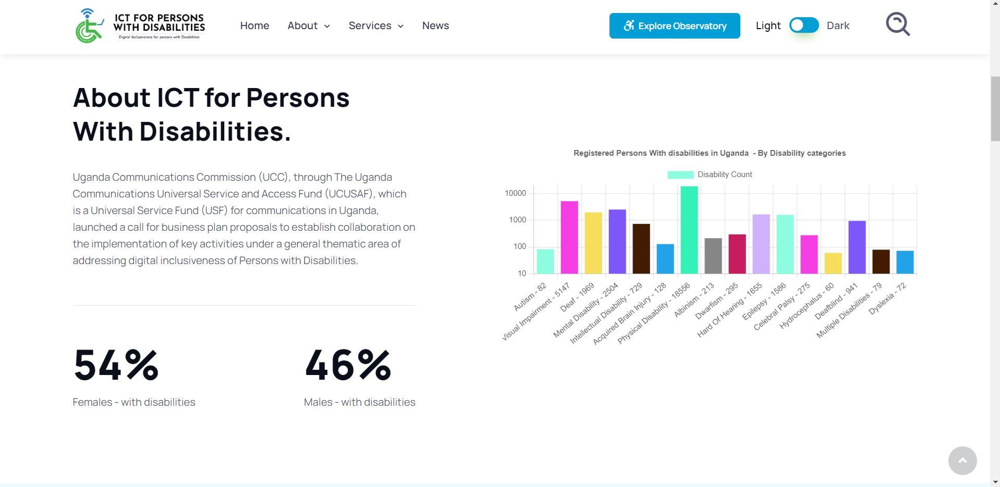 ICT FOR PERSONS
WITH DISABILITIES
Digital Inclusiveness for persons with Disabilities
Home
About
Services
News
Explore Observatory
Light
Dark
About ICT for Persons
With Disabilities.
Uganda Communications Commission (UCC), through The Uganda
Communications Universal Service and Access Fund (UCUSAF), which
is a Universal Service Fund (USF) for communications in Uganda,
launched a call for business plan proposals to establish collaboration on
the implementation of key activities under a general thematic area of
addressing digital inclusiveness of Persons with Disabilities.
54%
Females - with disabilities
46%
Males - with disabilities
Registered Persons With disabilities in Uganda - By Disability categories
Disability Count
10000
1000
100
10
Autism - 82
Visual Impairment - 5147
Deaf - 1969
Mental Disability - 2504
Intellectual Disability - 729
Acquired Brain Injury - 128
Physical Disability - 18556
Albinism - 213
Dwarfism - 295
Hard Of Hearing - 1655
Epilepsy - 1586
Celebral Palsy - 275
Hydrocephalus - 60
Deafblind - 941
Multiple Disabilities - 79
Dyslexia - 72